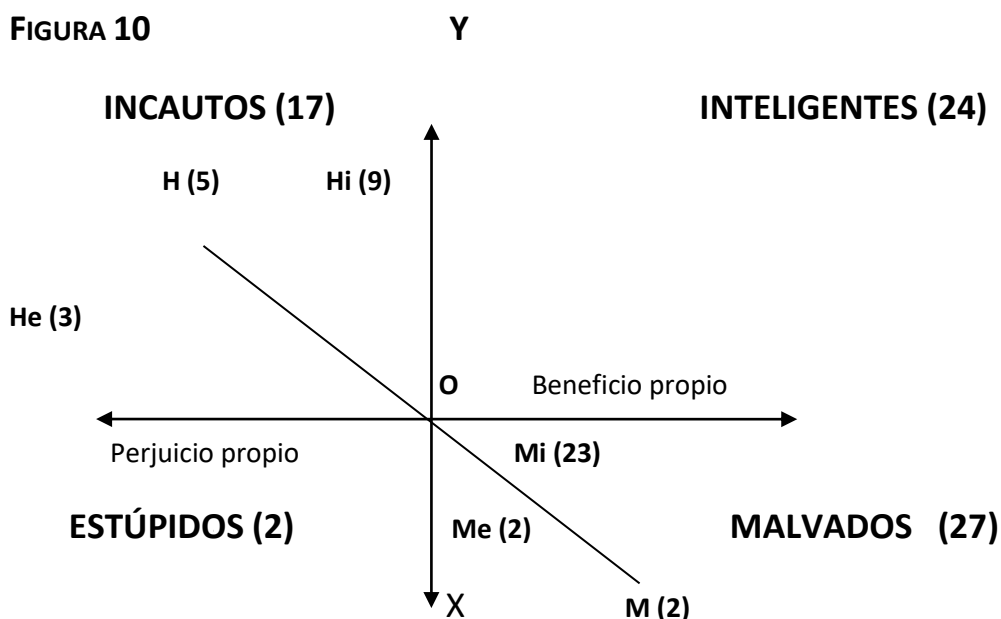 FIGURA 10 Y
INCAUTOS (17) INTELIGENTES (24)
H (5) Hi (9)
He (3)
O Beneficio propio
Perjuicio propio Mi (23)
ESTÚPIDOS (2) Me (2) MALVADOS (27)
X M (2)